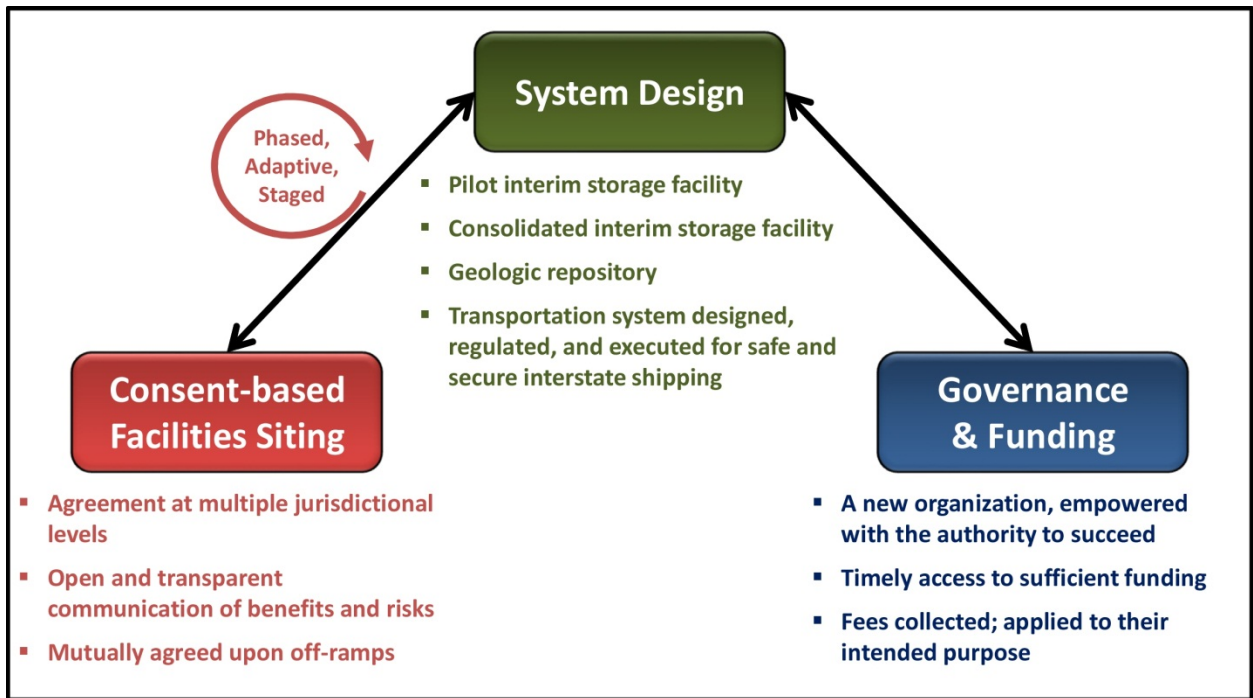 System Design
Phased,
Adaptive,
Staged
▪ Pilot interim storage facility
▪ Consolidated interim storage facility
▪ Geologic repository
▪ Transportation system designed,
regulated, and executed for safe and
secure interstate shipping
Consent-based
Facilities Siting
▪ Agreement at multiple jurisdictional
levels
▪ Open and transparent
communication of benefits and risks
▪ Mutually agreed upon off-ramps
Governance
& Funding
▪ A new organization, empowered
with the authority to succeed
▪ Timely access to sufficient funding
▪ Fees collected; applied to their
intended purpose